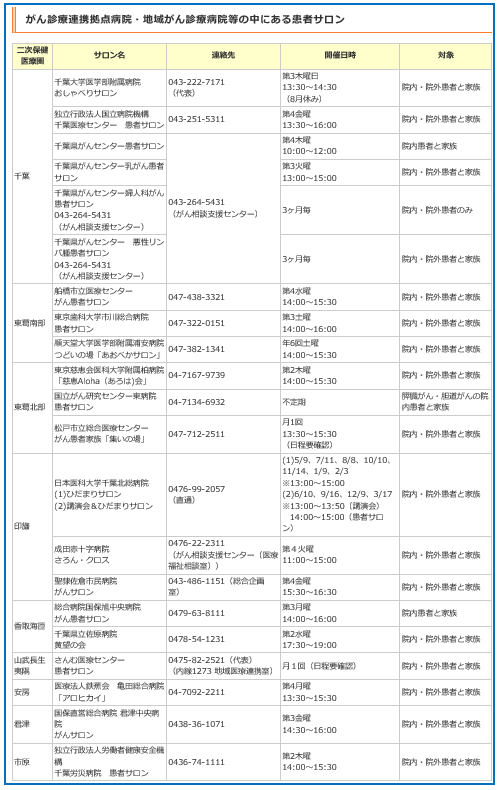 がん診療連携拠点病院・地域がん診療病院等の中にある患者サロン
二次保健
医療圏
サロン名
連絡先
開催日時
対象
千葉
千葉大学医学部附属病院
おしゃべりサロン
043-222-7171
（代表）
第3木曜日
13:30～14:30
（8月休み）
院内・院外患者と家族
独立行政法人国立病院機構
千葉医療センター　患者サロン
043-251-5311
第4金曜
13:30～16:00
院内・院外患者と家族
千葉県がんセンター患者サロン
043-264-5431
（がん相談支援センター）
第4木曜
10:00～12:00
院内患者と家族
千葉県がんセンター乳がん患者
サロン
第3火曜
13:00～15:00
院内・院外患者と家族
千葉県がんセンター婦人科がん
患者サロン
043-264-5431
（がん相談支援センター）
3ヶ月毎
院内・院外患者のみ
千葉県がんセンター　悪性リン
パ腫患者サロン
043-264-5431
（がん相談支援センター）
3ヶ月毎
院内・院外患者と家族
東葛南部
船橋市立医療センター
がん患者サロン
047-438-3321
第4水曜
14:00～15:30
院内・院外患者と家族
東京歯科大学市川総合病院
患者サロン
047-322-0151
第3土曜
14:00～16:00
院内・院外患者と家族
順天堂大学医学部附属浦安病院
つどいの場「あおべかサロン」
047-382-1341
年6回土曜
14:00～15:30
院内・院外患者と家族
東葛北部
東京慈恵会医科大学附属柏病院
「慈恵Aloha（あろは)会」
04-7167-9739
第2木曜
14:00～15:30
院内・院外患者と家族
国立がん研究センター東病院
患者サロン
04-7134-6932
不定期
膵臓がん・胆道がんの院
内患者と家族
松戸市立総合医療センター
がん患者家族「集いの場」
047-712-2511
月1回
13:30～15:30
（日程要確認）
院内・院外患者と家族
印旛
日本医科大学千葉北総病院
(1)ひだまりサロン
(2)講演会＆ひだまりサロン
0476-99-2057
（直通）
(1)5/9、7/11、8/8、10/10、
11/14、1/9、2/3
※13:00～15:00
(2)6/10、9/16、12/9、3/17
※13:00～13:50（講演会）
　14:00～15:00（患者サロ
ン）
院内・院外患者と家族
成田赤十字病院
さろん・クロス
0476-22-2311
（がん相談支援センター（医療
福祉相談室））
第４火曜
11:00～15:00
院内・院外患者と家族
聖隷佐倉市民病院
がんサロン
043-486-1151（総合企画
室）
第4金曜
15:30～16:30
院内・院外患者と家族
香取海匝
総合病院国保旭中央病院
がん患者サロン
0479-63-8111
第3月曜
14:00～16:00
院内患者と家族
千葉県立佐原病院
黄望の会
0478-54-1231
第2水曜
17:30～19:00
院内・院外患者と家族
山武長生
夷隅
さんむ医療センター
患者サロン
0475-82-2521（代表）
（内線1273 地域医療連携室）
月１回（日程要確認）
院内・院外患者と家族
安房
医療法人鉄蕉会　亀田総合病院
「アロヒカイ」
04-7092-2211
第4月曜
13:30～15:30
院内・院外患者と家族
君津
国保直営総合病院 君津中央病
院
がんサロン
0438-36-1071
第3金曜
14:30～16:00
院内・院外患者と家族
市原
独立行政法人労働者健康安全機
構
千葉労災病院　患者サロン
0436-74-1111
第2木曜
14:00～15:30
院内・院外患者と家族